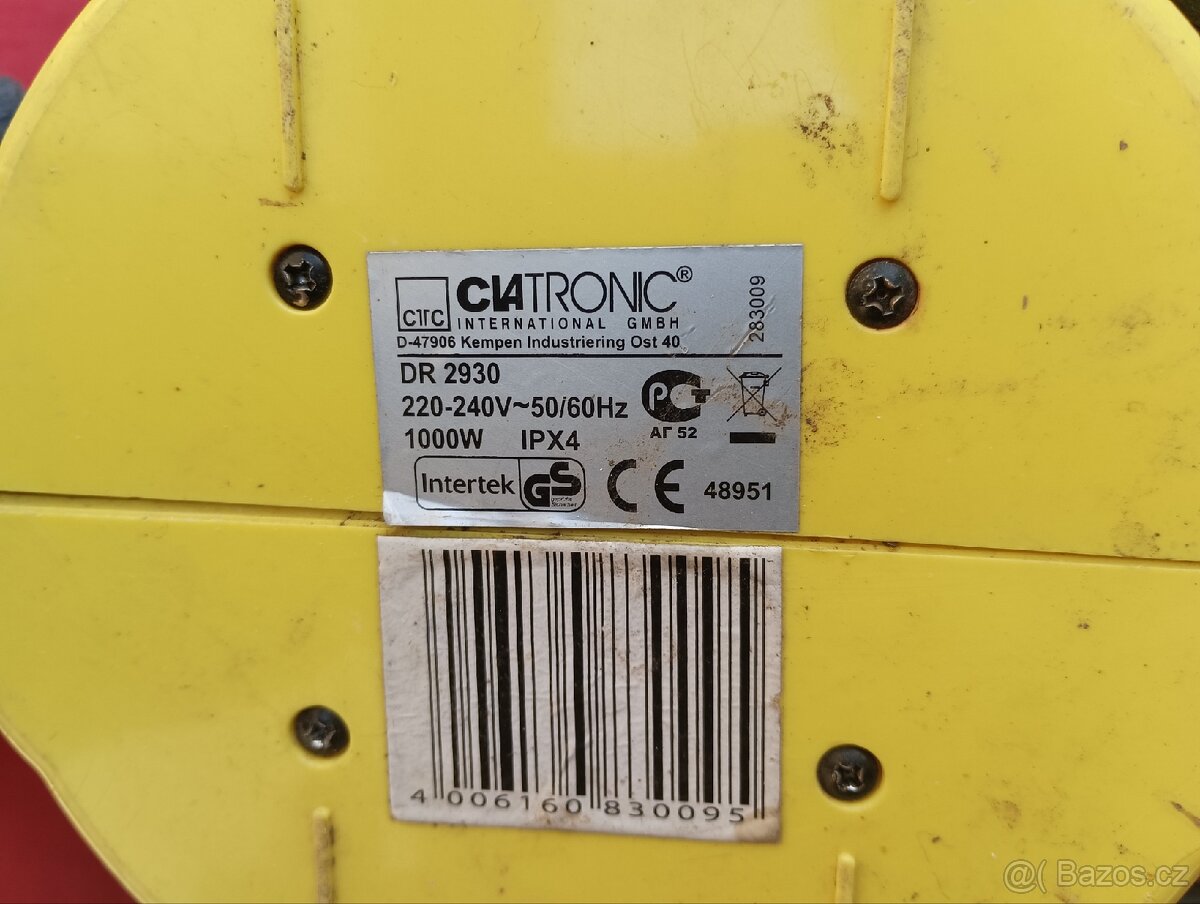 CTC CLATRONIC®
INTERNATIONAL GMBH
D-47906 Kempen Industriering Ost 40
283009
DR 2930
220-240V~50/60Hz
1000W IPX4
РСТ
АГ 52
Intertek GS
CE 48951
4 006160 830095
@( Bazos.cz